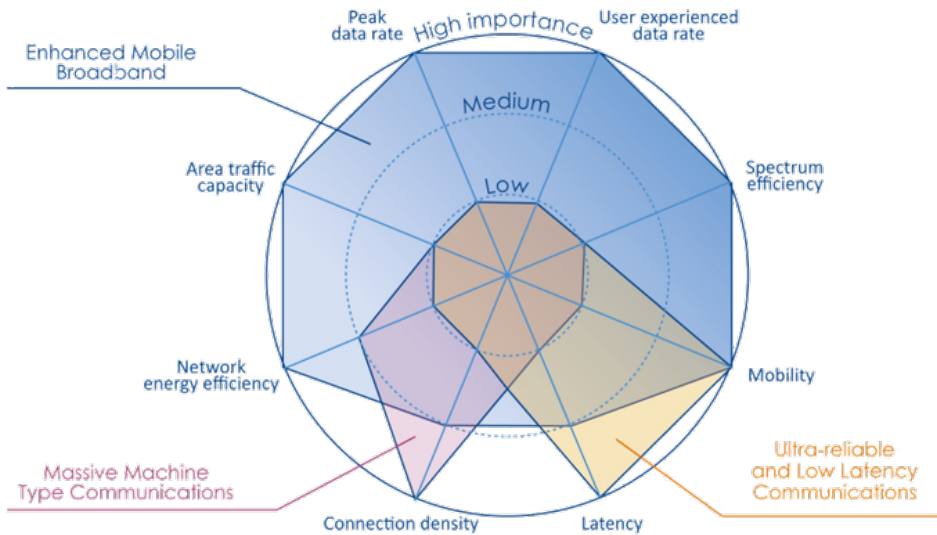 Peak
data rate
High importance
User experienced
data rate
Enhanced Mobile
Broadband
Medium
Area traffic
capacity
Low
Spectrum
efficiency
Network
energy efficiency
Mobility
Massive Machine
Type Communications
Ultra-reliable
and Low Latency
Communications
Connection density
Latency